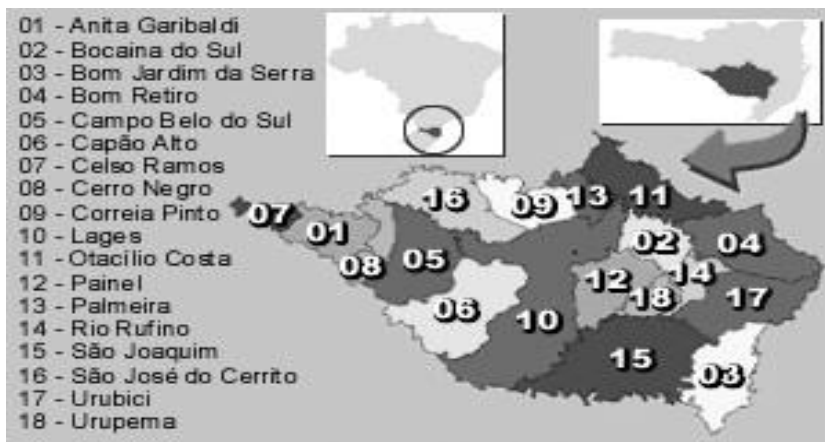 01 - Anita Garibaldi
02 - Bocaina do Sul
03 - Bom Jardim da Serra
04 - Bom Retiro
05 - Campo Belo do Sul
06 - Capão Alto
07 - Celso Ramos
08 - Cerro Negro
09 - Correia Pinto
10 - Lages
11 - Otacílio Costa
12 - Painel
13 - Palmeira
14 - Rio Rufino
15 - São Joaquim
16 - São José do Cerrito
17 - Urubici
18 - Urupema
16
09
13
11
07
01
02
04
08
05
12
14
18
17
06
10
15
03